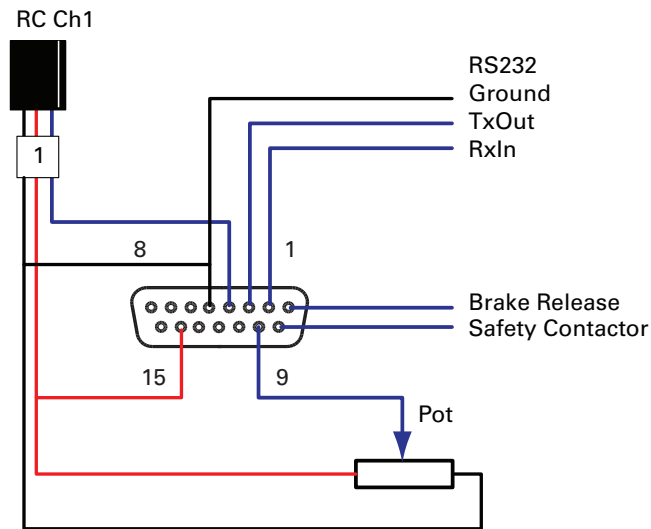 RC Ch1
RS232
Ground
TxOut
RxIn
1
8
1
Brake Release
Safety Contactor
15
9
Pot